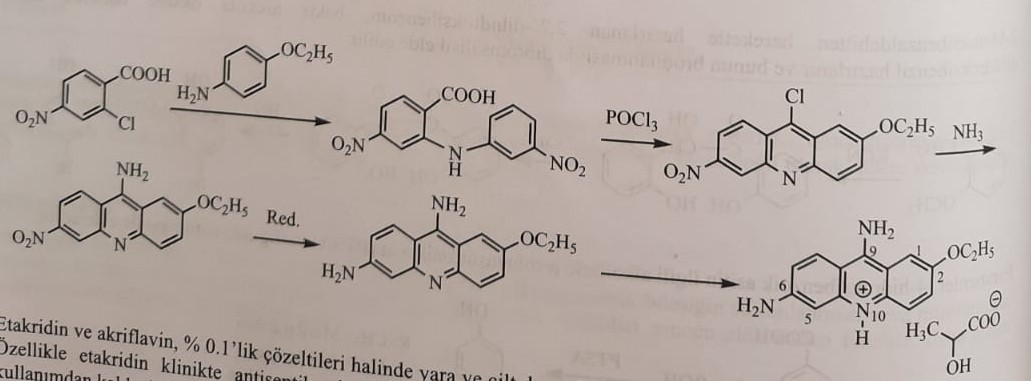 COOH
O₂N
Cl
H₂N
OC₂H₅
COOH
O₂N
N
H
NO₂
POCl₃
Cl
O₂N
N
OC₂H₅
NH₃
NH₂
O₂N
N
OC₂H₅
Red.
NH₂
H₂N
N
OC₂H₅
NH₂
9
1
OC₂H₅
2
6
H₂N
5
⊕
N10
H
H₃C
COO⊖
OH
Etakridin ve akriflavin, % 0.1'lik çözeltileri halinde yara ve
Özellikle etakridin klinikte